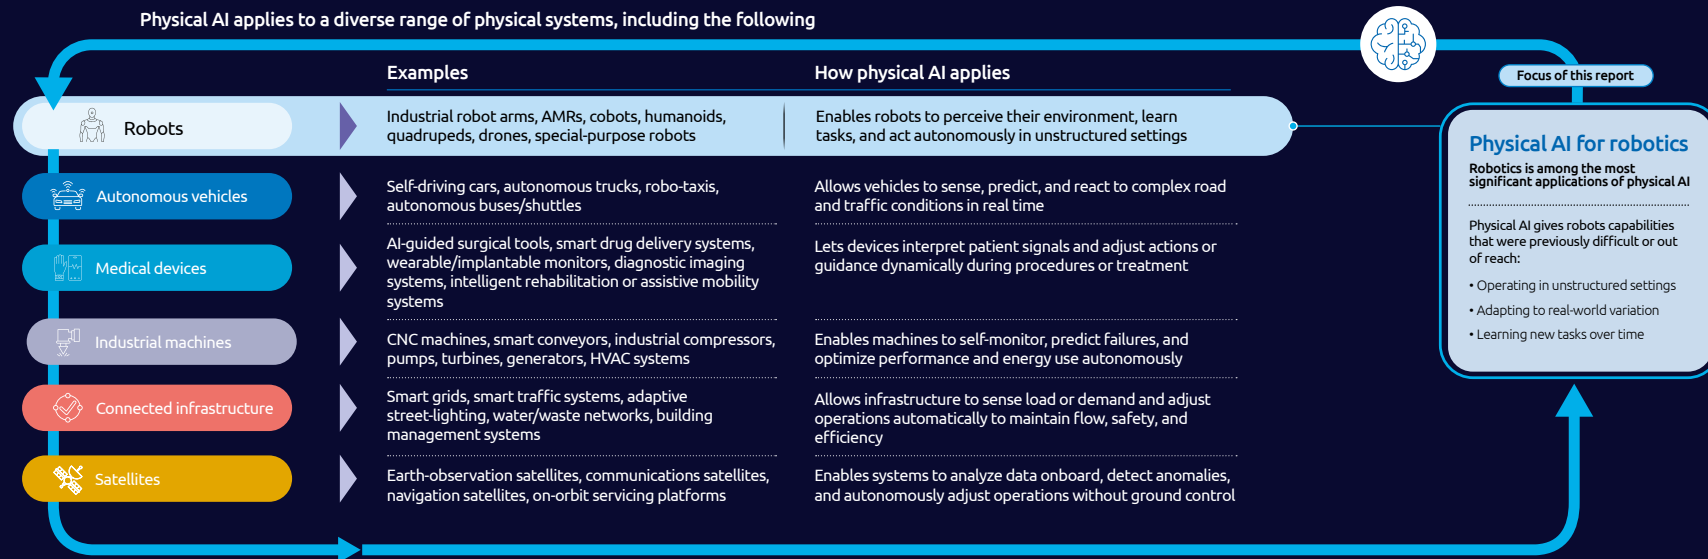 Physical AI applies to a diverse range of physical systems, including the following
Examples
How physical AI applies
Focus of this report
Robots
Industrial robot arms, AMRs, cobots, humanoids,
quadrupeds, drones, special-purpose robots
Enables robots to perceive their environment, learn
tasks, and act autonomously in unstructured settings
Autonomous vehicles
Self-driving cars, autonomous trucks, robo-taxis,
autonomous buses/shuttles
Allows vehicles to sense, predict, and react to complex road
and traffic conditions in real time
Medical devices
AI-guided surgical tools, smart drug delivery systems,
wearable/implantable monitors, diagnostic imaging
systems, intelligent rehabilitation or assistive mobility
systems
Lets devices interpret patient signals and adjust actions or
guidance dynamically during procedures or treatment
Industrial machines
CNC machines, smart conveyors, industrial compressors,
pumps, turbines, generators, HVAC systems
Enables machines to self-monitor, predict failures, and
optimize performance and energy use autonomously
Connected infrastructure
Smart grids, smart traffic systems, adaptive
street-lighting, water/waste networks, building
management systems
Allows infrastructure to sense load or demand and adjust
operations automatically to maintain flow, safety, and
efficiency
Satellites
Earth-observation satellites, communications satellites,
navigation satellites, on-orbit servicing platforms
Enables systems to analyze data onboard, detect anomalies,
and autonomously adjust operations without ground control
Physical AI for robotics
Robotics is among the most
significant applications of physical AI
Physical AI gives robots capabilities
that were previously difficult or out
of reach:
• Operating in unstructured settings
• Adapting to real-world variation
• Learning new tasks over time